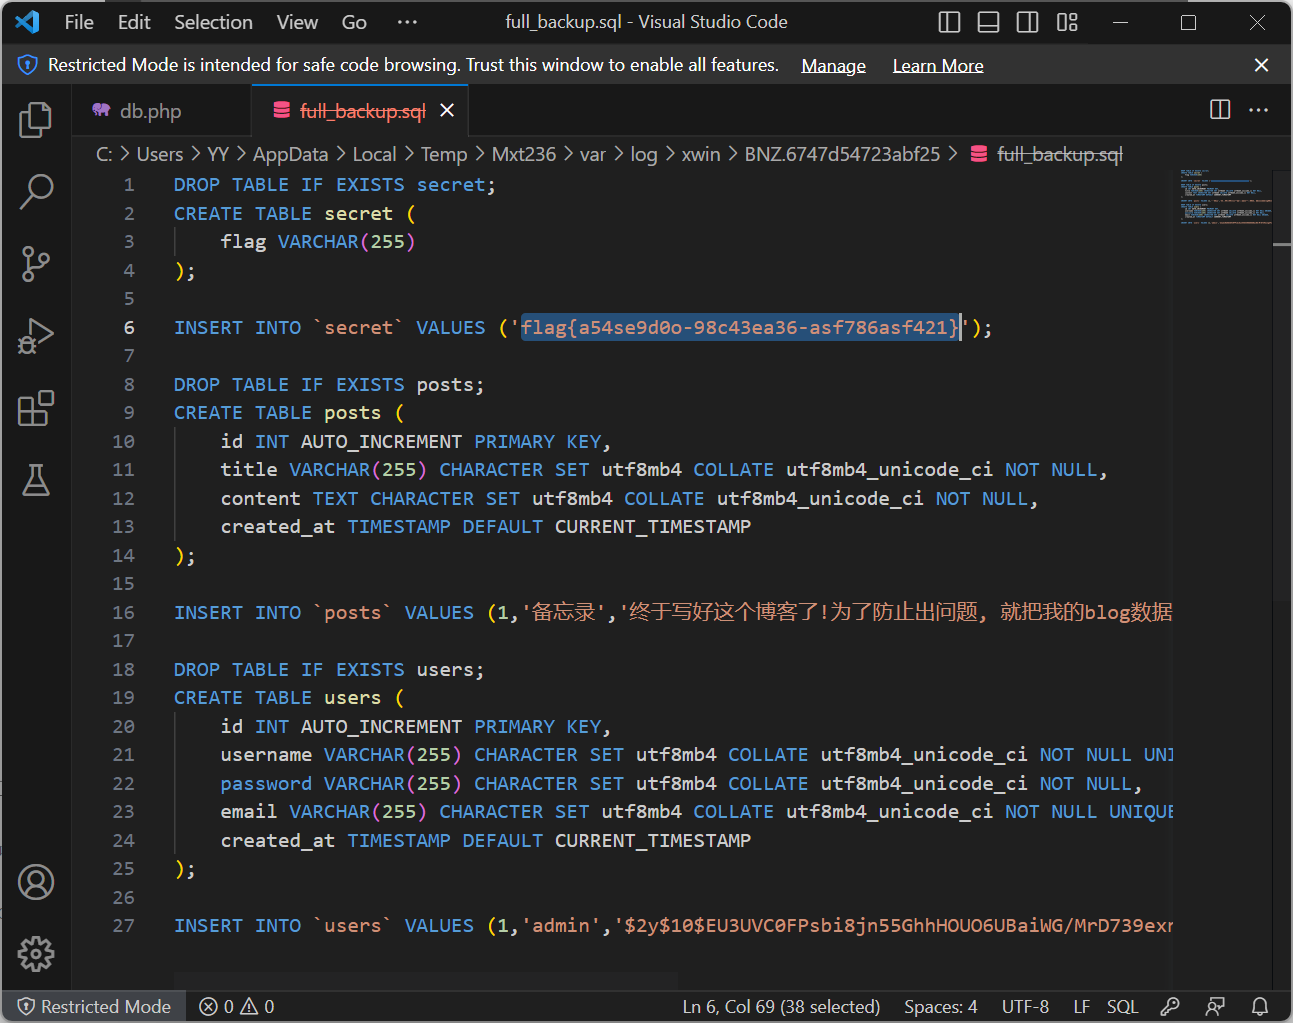 File Edit Selection View Go ··· full_backup.sql - Visual Studio Code
Restricted Mode is intended for safe code browsing. Trust this window to enable all features. Manage Learn More
db.php full_backup.sql
C: > Users > YY > AppData > Local > Temp > Mxt236 > var > log > xwin > BNZ.6747d54723abf25 > full_backup.sql
1 DROP TABLE IF EXISTS secret;
2 CREATE TABLE secret (
3 flag VARCHAR(255)
4 );
5
6 INSERT INTO `secret` VALUES ('flag{a54se9d0o-98c43ea36-asf786asf421}');
7
8 DROP TABLE IF EXISTS posts;
9 CREATE TABLE posts (
10 id INT AUTO_INCREMENT PRIMARY KEY,
11 title VARCHAR(255) CHARACTER SET utf8mb4 COLLATE utf8mb4_unicode_ci NOT NULL,
12 content TEXT CHARACTER SET utf8mb4 COLLATE utf8mb4_unicode_ci NOT NULL,
13 created_at TIMESTAMP DEFAULT CURRENT_TIMESTAMP
14 );
15
16 INSERT INTO `posts` VALUES (1,'备忘录','终于写好这个博客了!为了防止出问题, 就把我的blog数据
17
18 DROP TABLE IF EXISTS users;
19 CREATE TABLE users (
20 id INT AUTO_INCREMENT PRIMARY KEY,
21 username VARCHAR(255) CHARACTER SET utf8mb4 COLLATE utf8mb4_unicode_ci NOT NULL UNI
22 password VARCHAR(255) CHARACTER SET utf8mb4 COLLATE utf8mb4_unicode_ci NOT NULL,
23 email VARCHAR(255) CHARACTER SET utf8mb4 COLLATE utf8mb4_unicode_ci NOT NULL UNIQUE
24 created_at TIMESTAMP DEFAULT CURRENT_TIMESTAMP
25 );
26
27 INSERT INTO `users` VALUES (1,'admin','$2y$10$EU3UVC0FPsbi8jn55GhhHOUO6UBaiWG/MrD739exr
Restricted Mode 0 0 Ln 6, Col 69 (38 selected) Spaces: 4 UTF-8 LF SQL